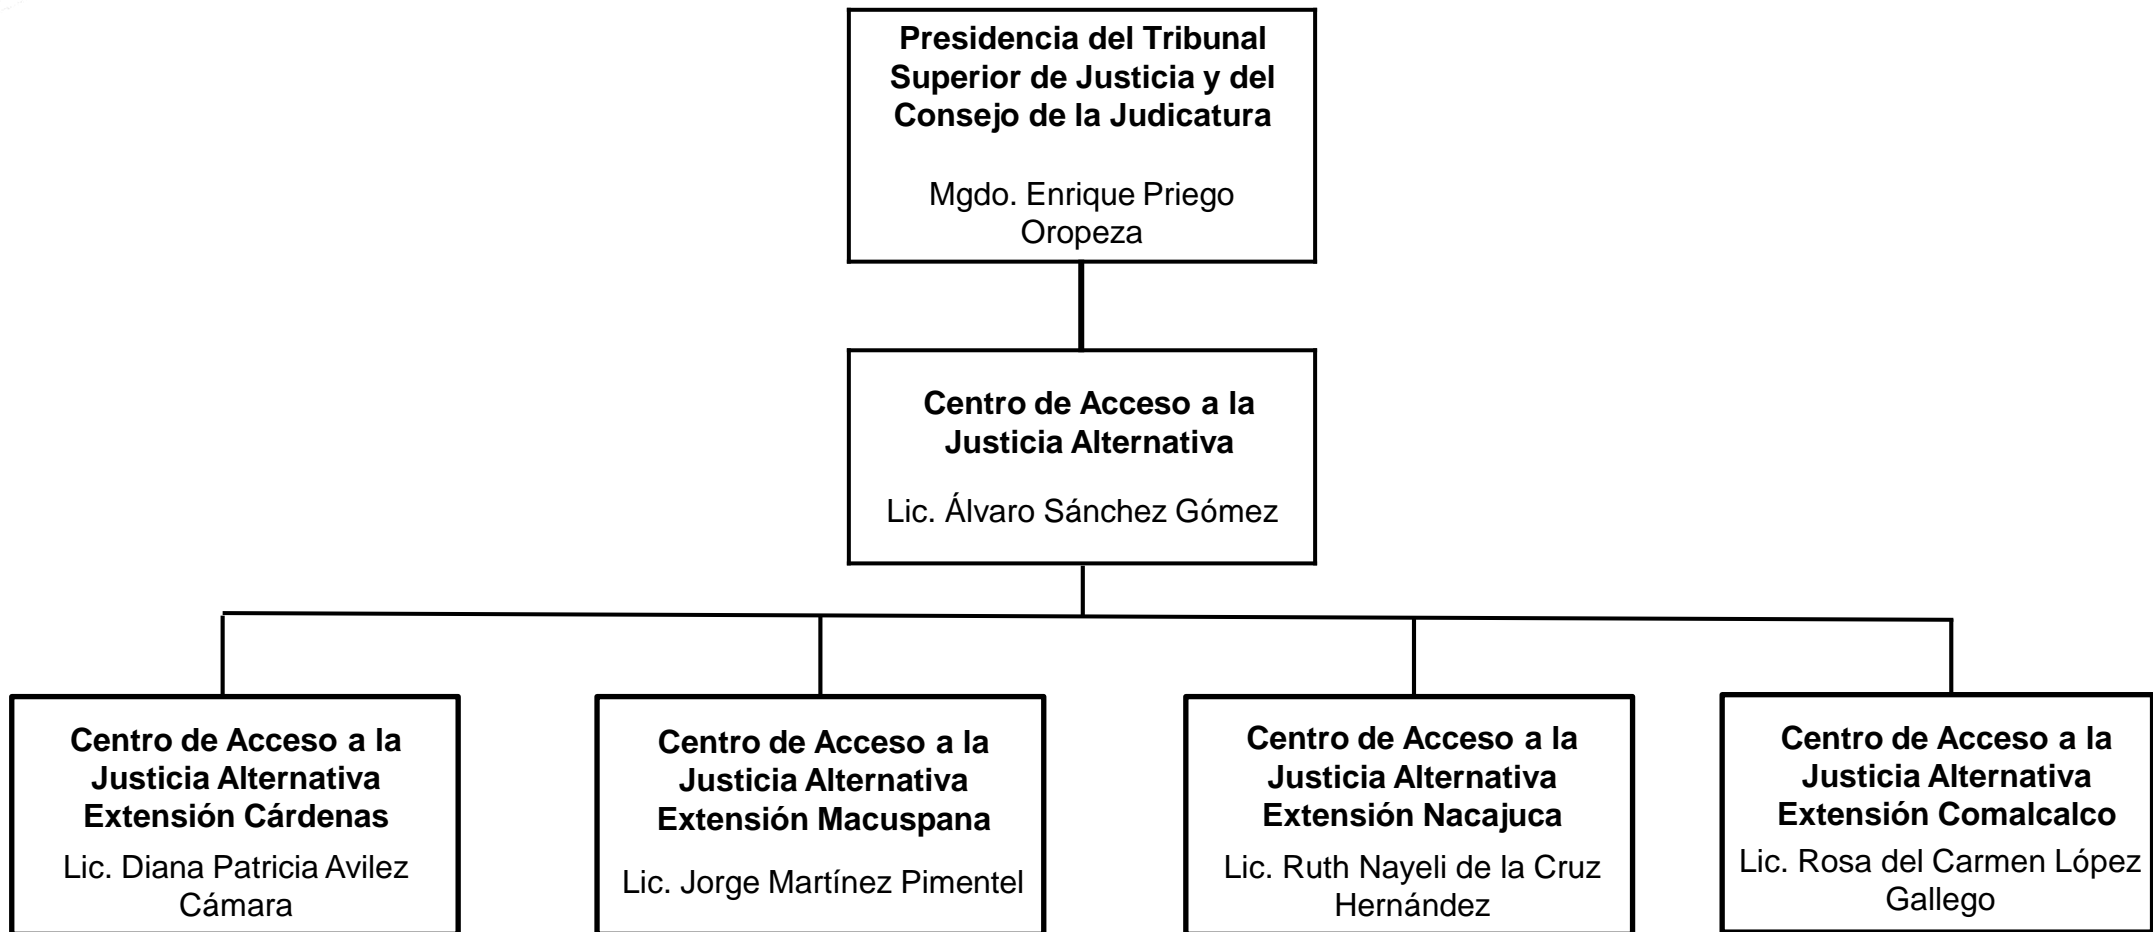 Presidencia del Tribunal
Superior de Justicia y del
Consejo de la Judicatura
Mgdo. Enrique Priego
Oropeza
Centro de Acceso a la
Justicia Alternativa
Lic. Álvaro Sánchez Gómez
Centro de Acceso a la
Justicia Alternativa
Extensión Cárdenas
Lic. Diana Patricia Avilez
Cámara
Centro de Acceso a la
Justicia Alternativa
Extensión Macuspana
Lic. Jorge Martínez Pimentel
Centro de Acceso a la
Justicia Alternativa
Extensión Nacajuca
Lic. Ruth Nayeli de la Cruz
Hernández
Centro de Acceso a la
Justicia Alternativa
Extensión Comalcalco
Lic. Rosa del Carmen López
Gallego